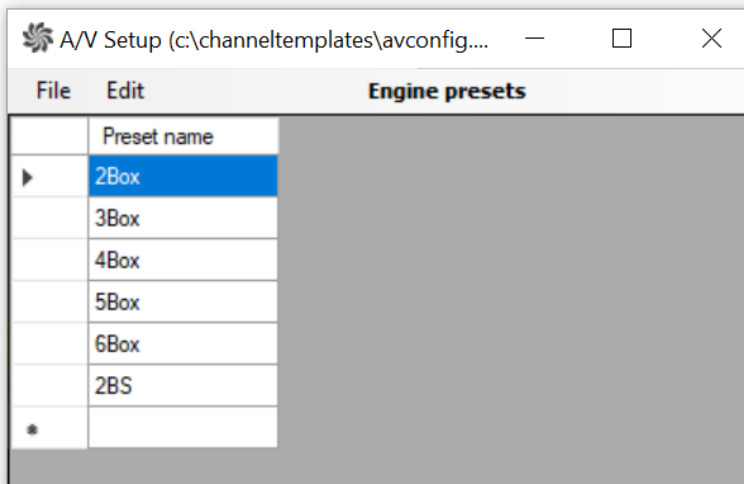 A/V Setup (c:\channeltemplates\avconfig....
File Edit Engine presets
Preset name
2Box
3Box
4Box
5Box
6Box
2BS